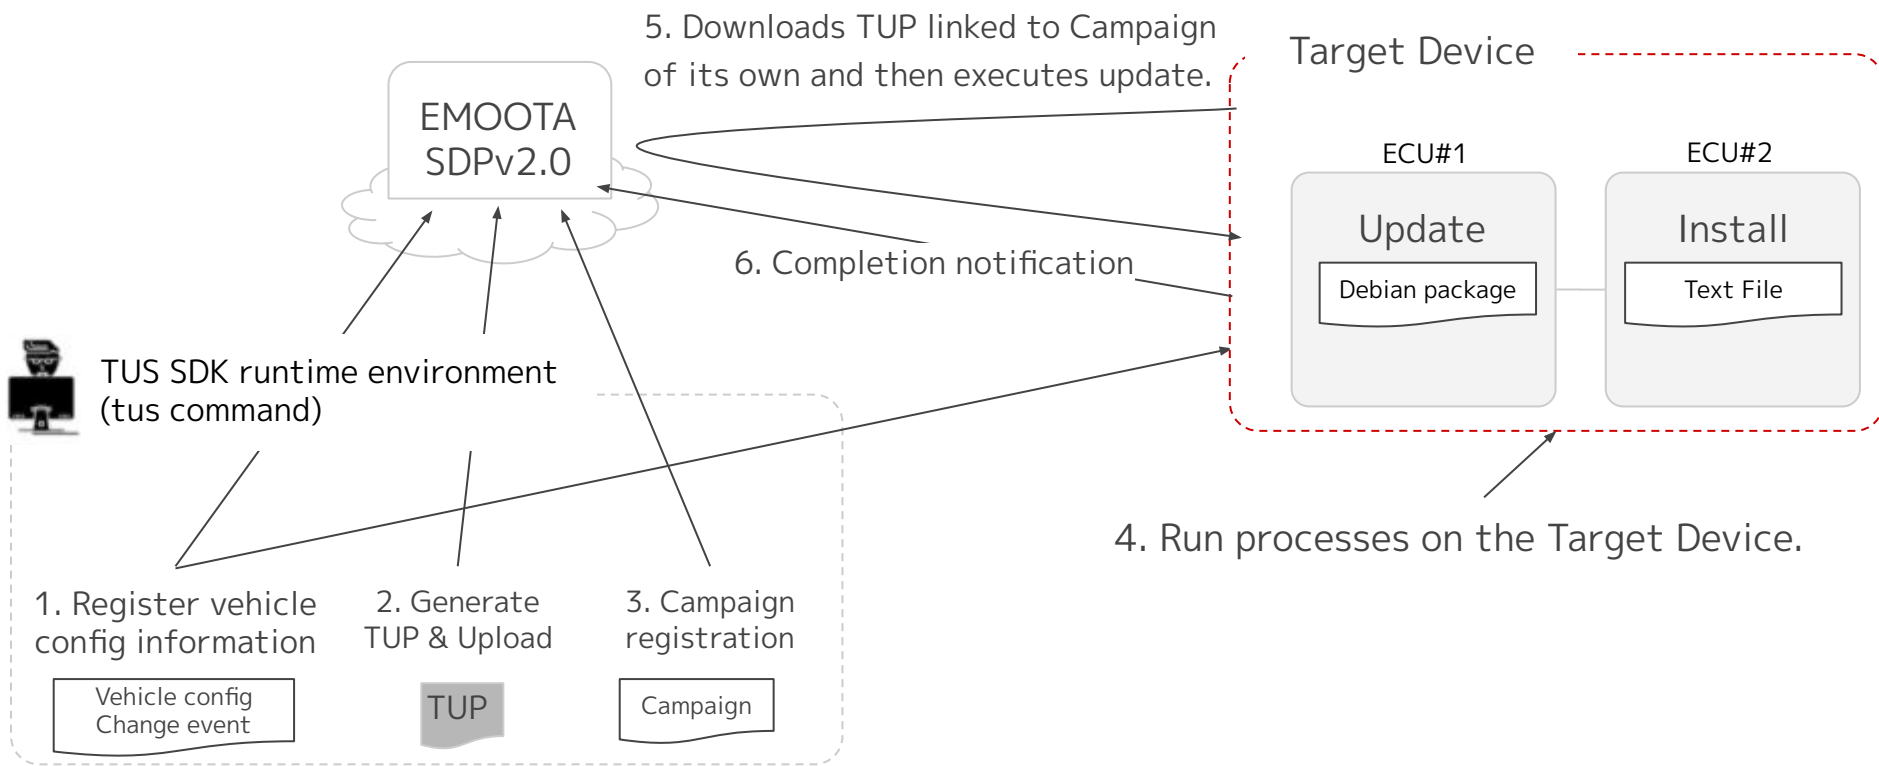 5. Downloads TUP linked to Campaign
of its own and then executes update.
Target Device
EMOOTA
SDPv2.0
ECU#1
ECU#2
Update
Install
Debian package
Text File
6. Completion notification
TUS SDK runtime environment
(tus command)
4. Run processes on the Target Device.
1. Register vehicle
config information
2. Generate
TUP & Upload
3. Campaign
registration
Vehicle config
Change event
TUP
Campaign